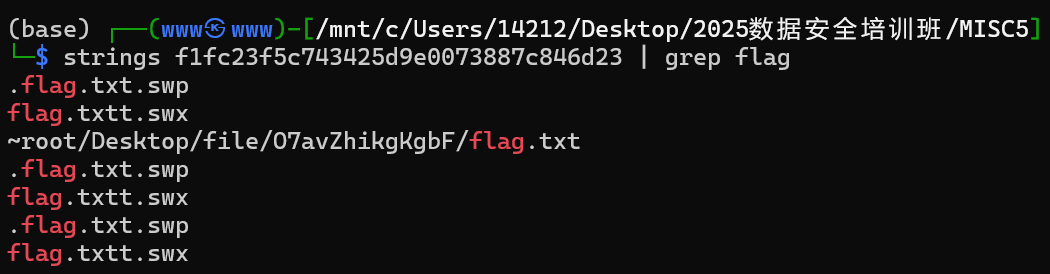 (base) ┌──(www㉿www)-[/mnt/c/Users/14212/Desktop/2025数据安全培训班/MISC5]
└─$ strings f1fc23f5c743425d9e0073887c846d23 | grep flag
.flag.txt.swp
flag.txtt.swx
~root/Desktop/file/O7avZhikgKgbF/flag.txt
.flag.txt.swp
flag.txtt.swx
.flag.txt.swp
flag.txtt.swx